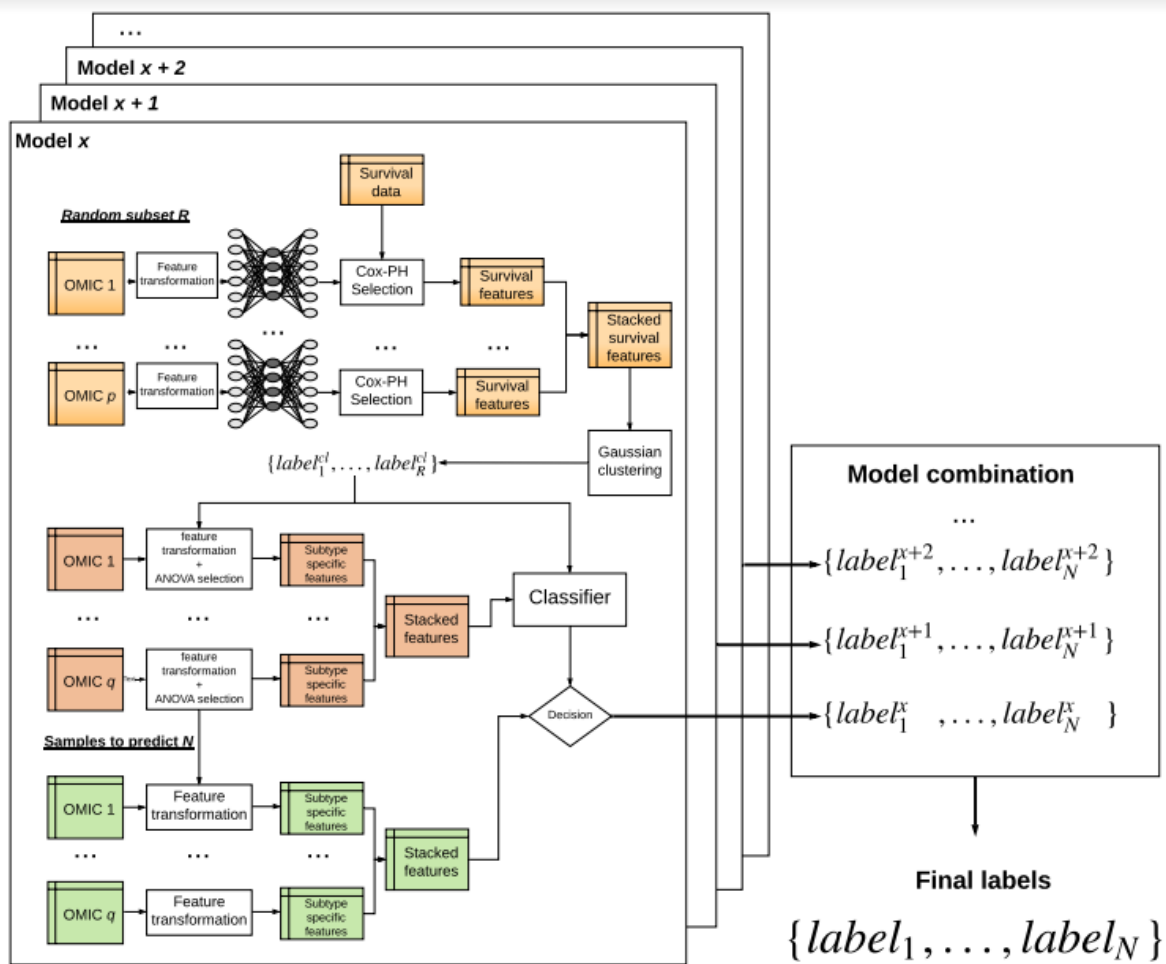 ...
Model x + 2
Model x + 1
Model x
Survival
data
Random subset R
OMIC 1
Feature
transformation
Cox-PH
Selection
Survival
features
...
...
...
...
...
Stacked
survival
features
OMIC p
Feature
transformation
Cox-PH
Selection
Survival
features
Gaussian
clustering
{label_1^{cl}, . . . , label_R^{cl}}
OMIC 1
feature
transformation
+
ANOVA selection
Subtype
specific
features
Classifier
...
...
...
Stacked
features
OMIC q
feature
transformation
+
ANOVA selection
Subtype
specific
features
Decision
Samples to predict N
OMIC 1
Feature
transformation
Subtype
specific
features
...
...
...
Stacked
features
OMIC q
Feature
transformation
Subtype
specific
features
Model combination
...
{label_1^{x+2}, . . . , label_N^{x+2}}
{label_1^{x+1}, . . . , label_N^{x+1}}
{label_1^x , . . . , label_N^x }
Final labels
{label_1, . . . , label_N}